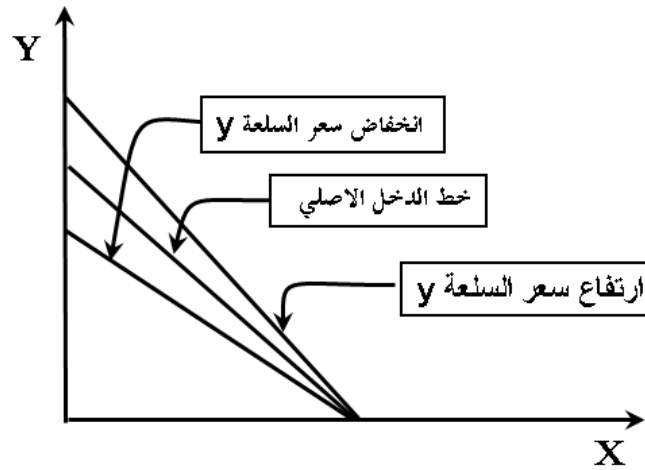 Y
انخفاض سعر السلعة y
خط الدخل الاصلي
ارتفاع سعر السلعة y
X